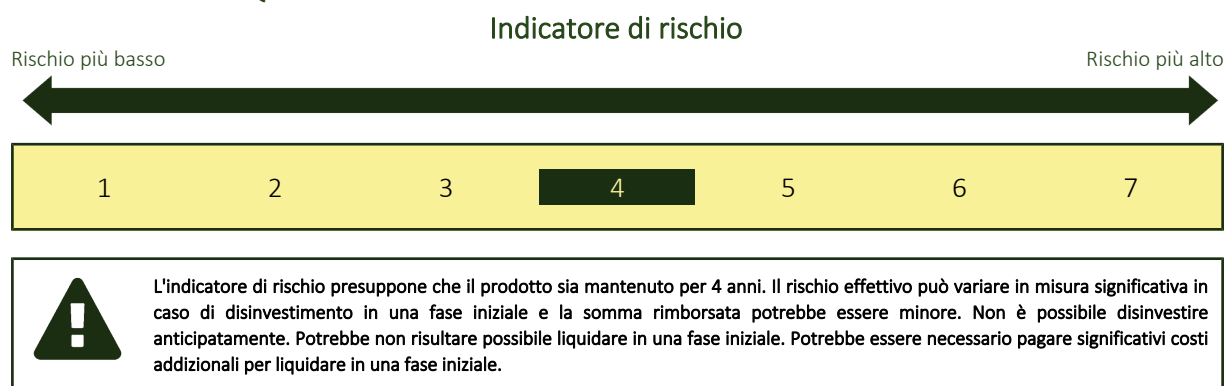 Indicatore di rischio
Rischio più basso
Rischio più alto
1 2 3 4 5 6 7
L'indicatore di rischio presuppone che il prodotto sia mantenuto per 4 anni. Il rischio effettivo può variare in misura significativa in
caso di disinvestimento in una fase iniziale e la somma rimborsata potrebbe essere minore. Non è possibile disinvestire
anticipatamente. Potrebbe non risultare possibile liquidare in una fase iniziale. Potrebbe essere necessario pagare significativi costi
addizionali per liquidare in una fase iniziale.